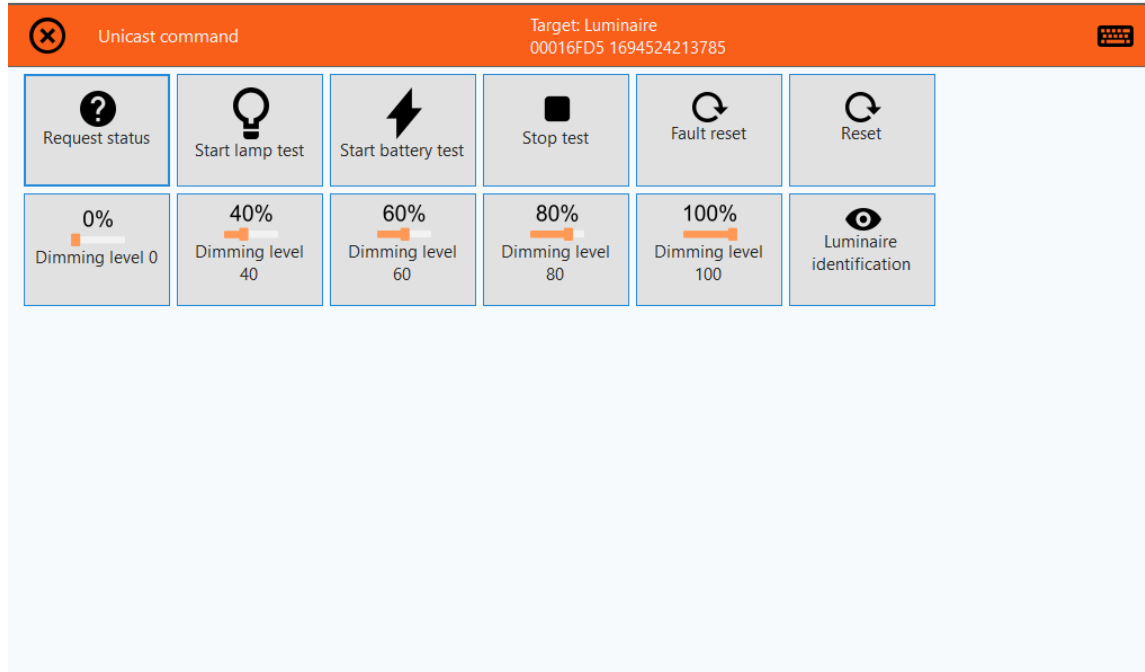 Unicast command
Target: Luminaire
00016FD5 1694524213785
Request status
Start lamp test
Start battery test
Stop test
Fault reset
Reset
0%
Dimming level 0
40%
Dimming level
40
60%
Dimming level
60
80%
Dimming level
80
100%
Dimming level
100
Luminaire
identification